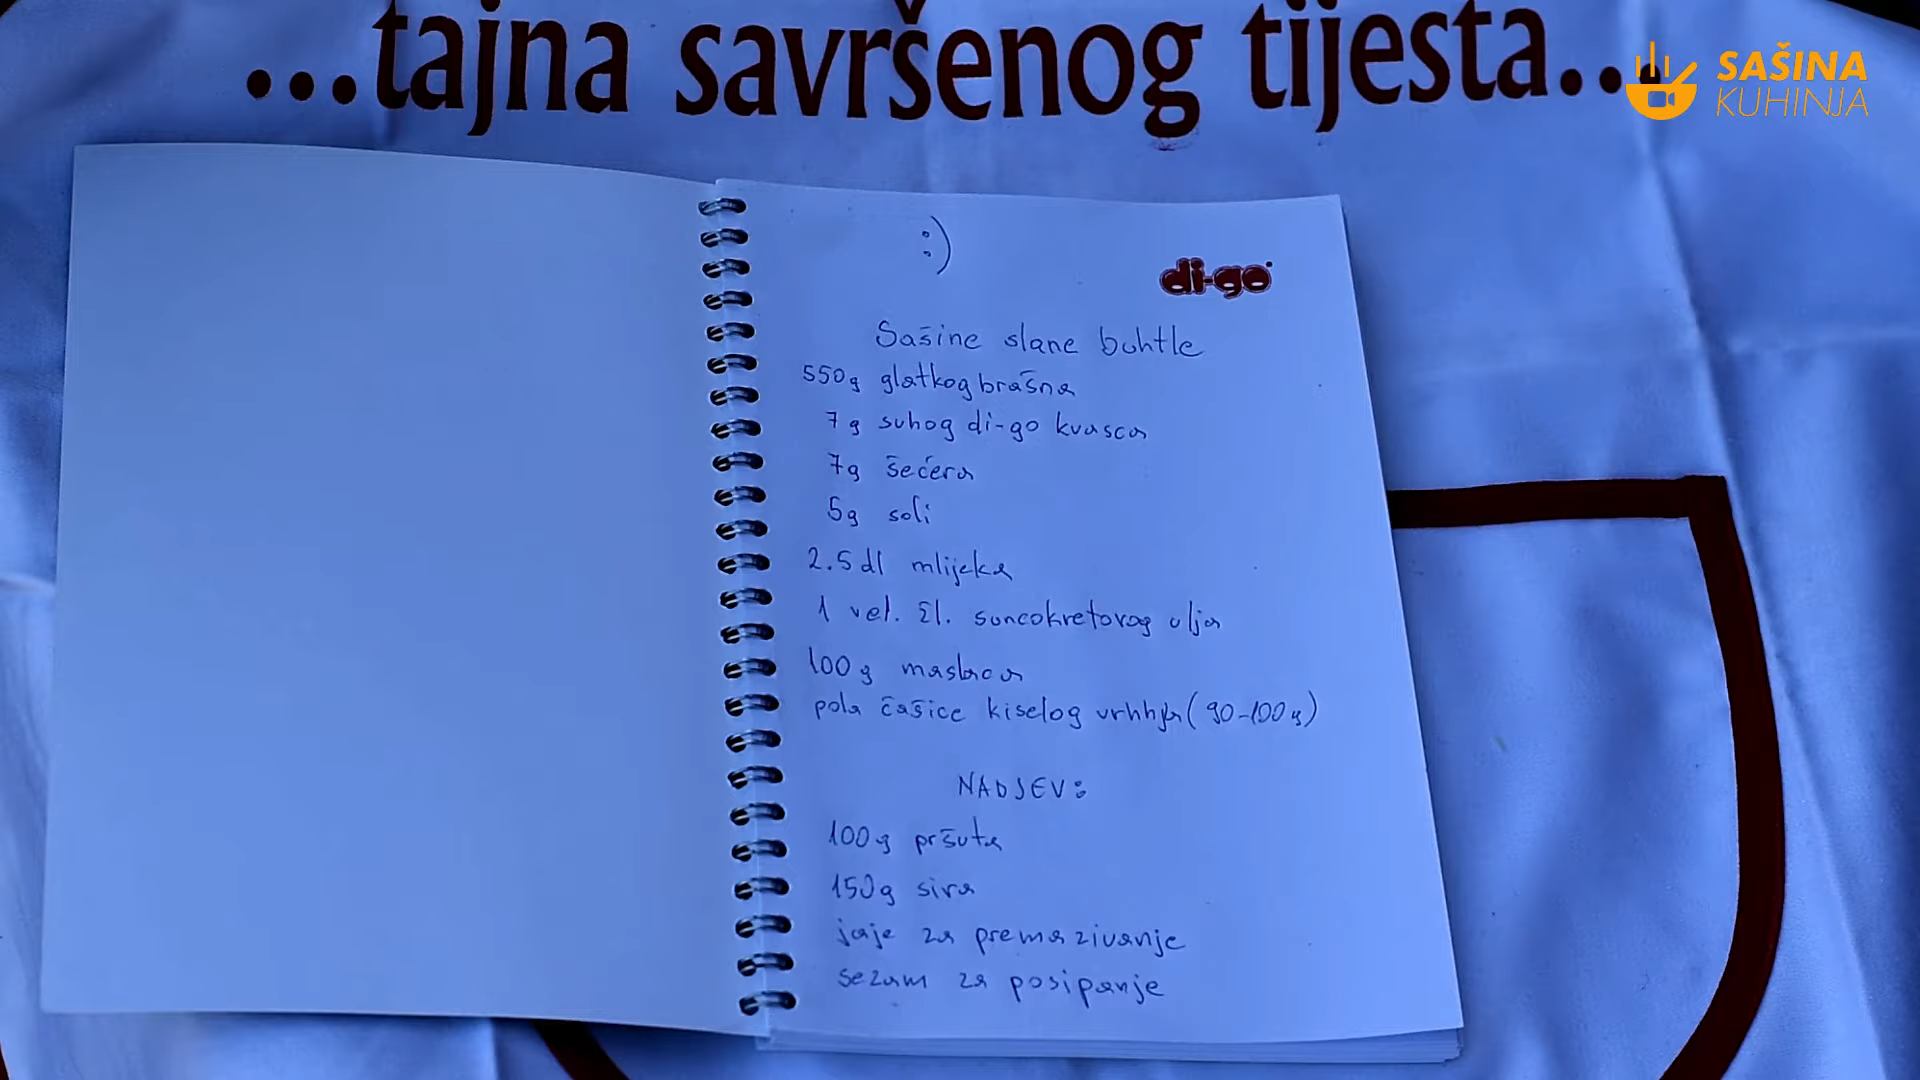 ...tajna savršenog tijesta...
SAŠINA
KUHINJA
:)
di-go
Sašine slane buhtle
550g glatkog brašna
7g suhog di-go kvasca
7g šećera
5g soli
2.5 dl mlijeka
1 vel. žl. suncokretovog ulja
100g maslaca
pola čašice kiselog vrhnja (90-100g)
NADJEV:
100g pršuta
150g sira
jaje za premazivanje
sezam za posipanje